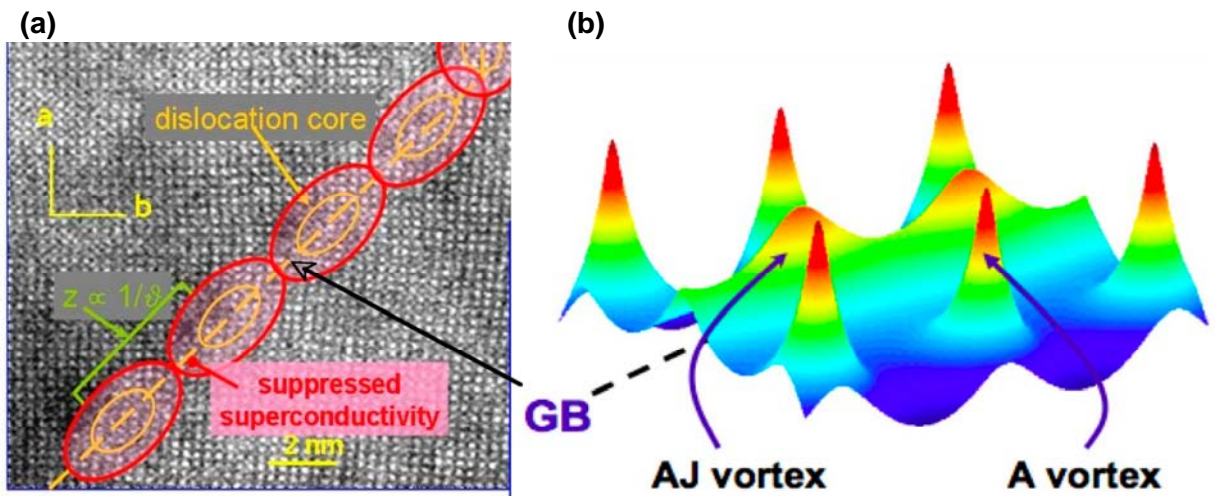 (a)
(b)
dislocation core
a
b
z ∝ 1/ϑ
suppressed
superconductivity
2 nm
GB
AJ vortex
A vortex